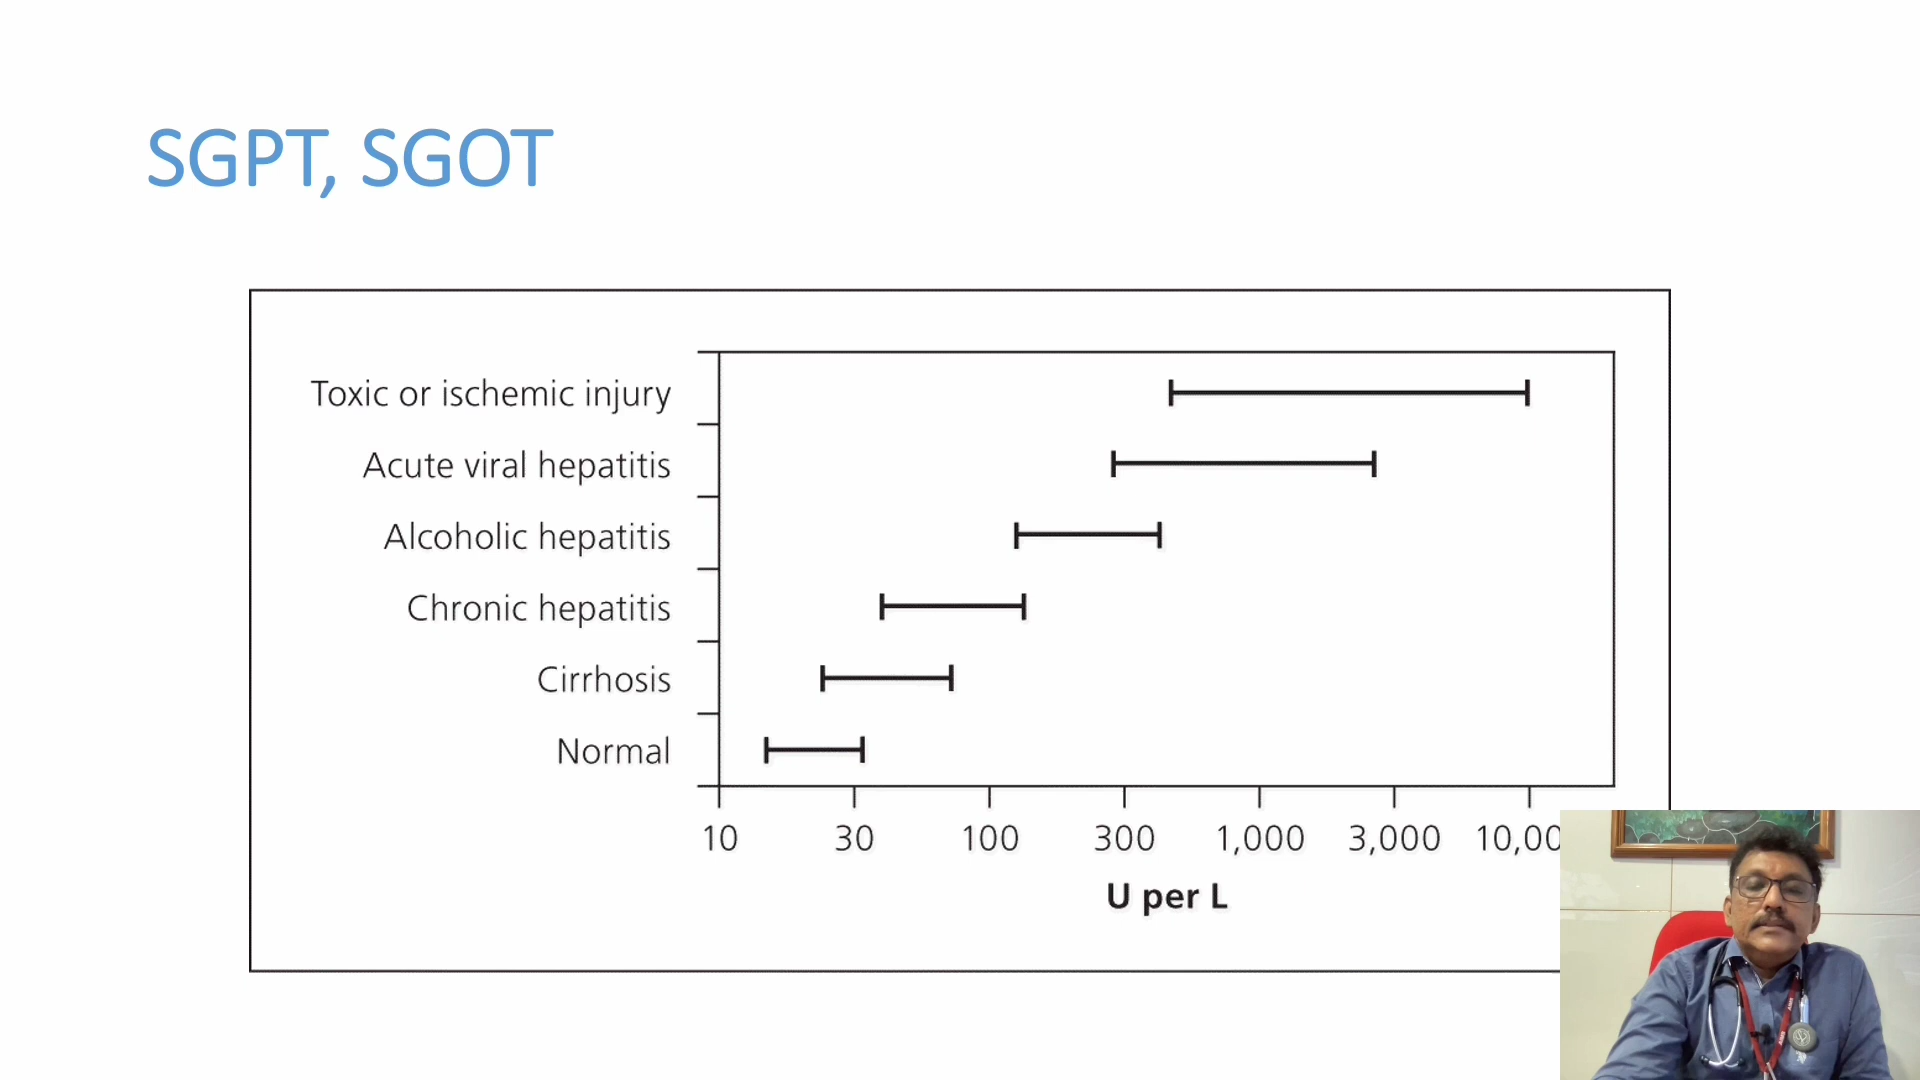 SGPT, SGOT
Toxic or ischemic injury
Acute viral hepatitis
Alcoholic hepatitis
Chronic hepatitis
Cirrhosis
Normal
10 30 100 300 1,000 3,000 10,00
U per L